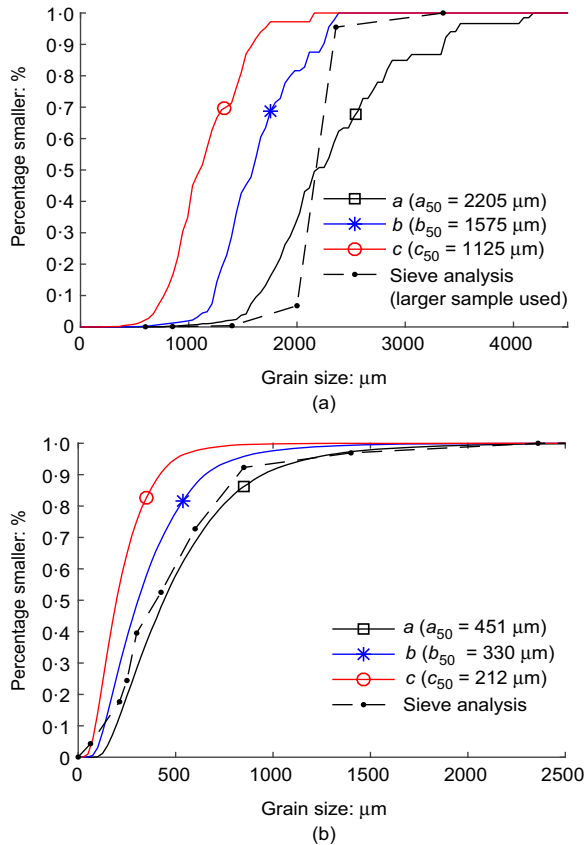 1·0
0·9
0·8
0·7
0·6
0·5
0·4
0·3
0·2
0·1
0
Percentage smaller: %
a (a50 = 2205 µm)
b (b50 = 1575 µm)
c (c50 = 1125 µm)
Sieve analysis
(larger sample used)
1000 2000 3000 4000
Grain size: µm
(a)
1·0
0·9
0·8
0·7
0·6
0·5
0·4
0·3
0·2
0·1
0
Percentage smaller: %
a (a50 = 451 µm)
b (b50 = 330 µm)
c (c50 = 212 µm)
Sieve analysis
0 500 1000 1500 2000 2500
Grain size: µm
(b)